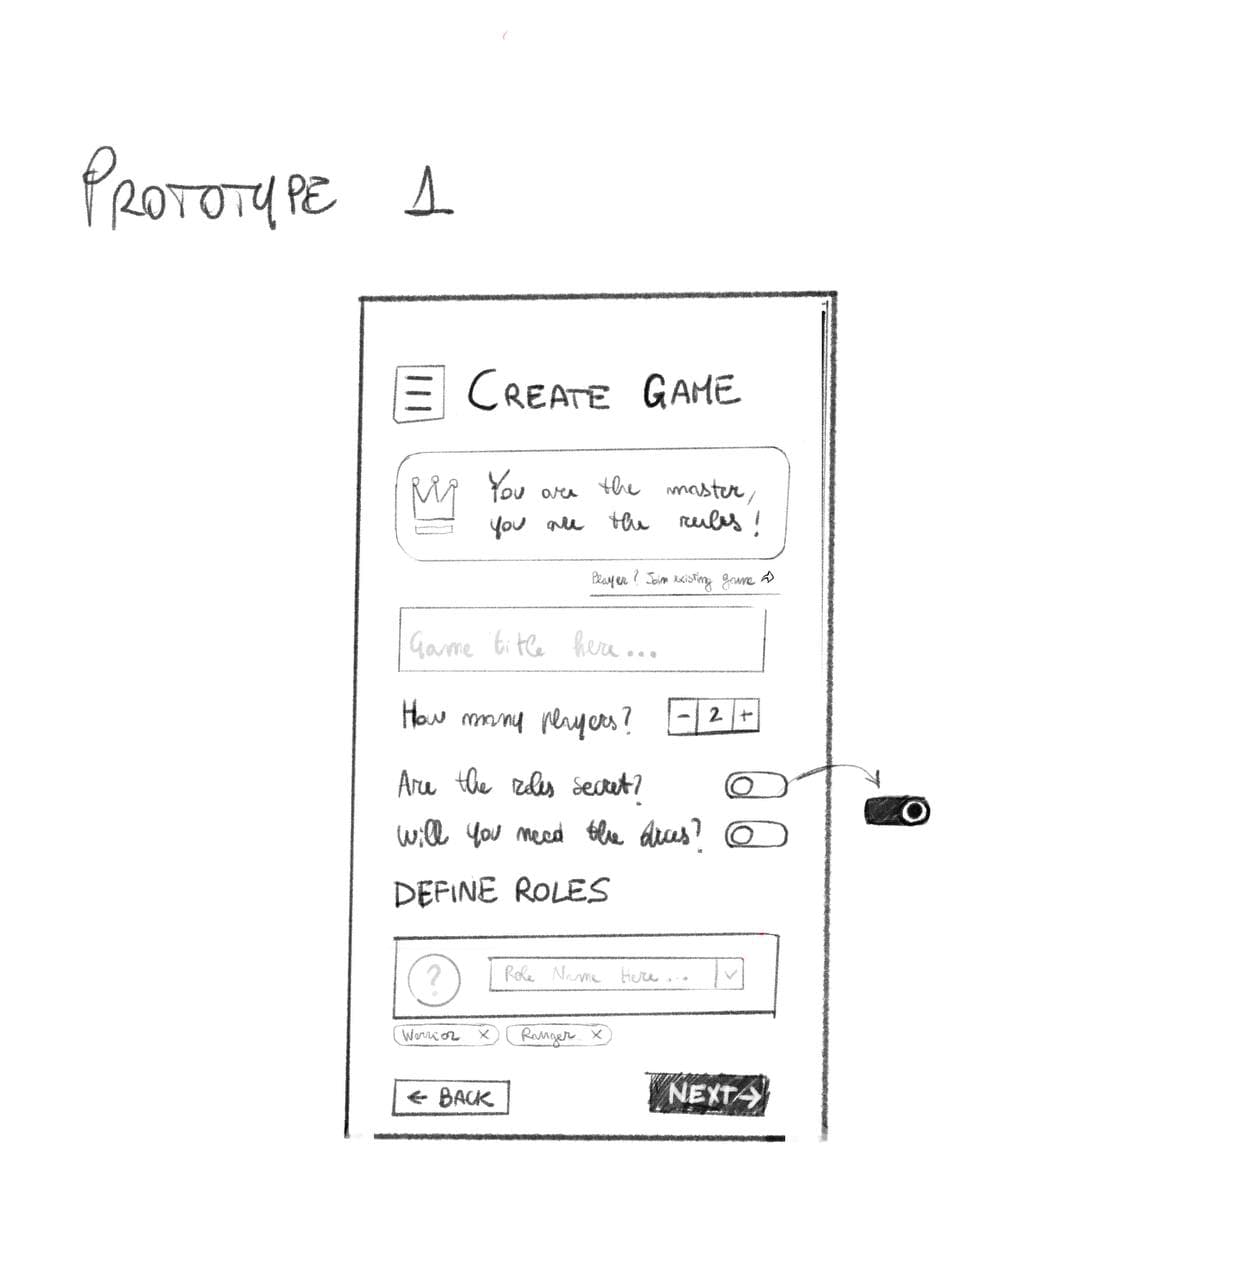 PROTOTYPE 1
CREATE GAME
You are the master,
you are the rules!
Player? Join existing game
Game title here...
How many players? - 2 +
Are the roles secret?
Will you need the dices?
DEFINE ROLES
? Role Name Here...
Warrior X Ranger X
← BACK NEXT→